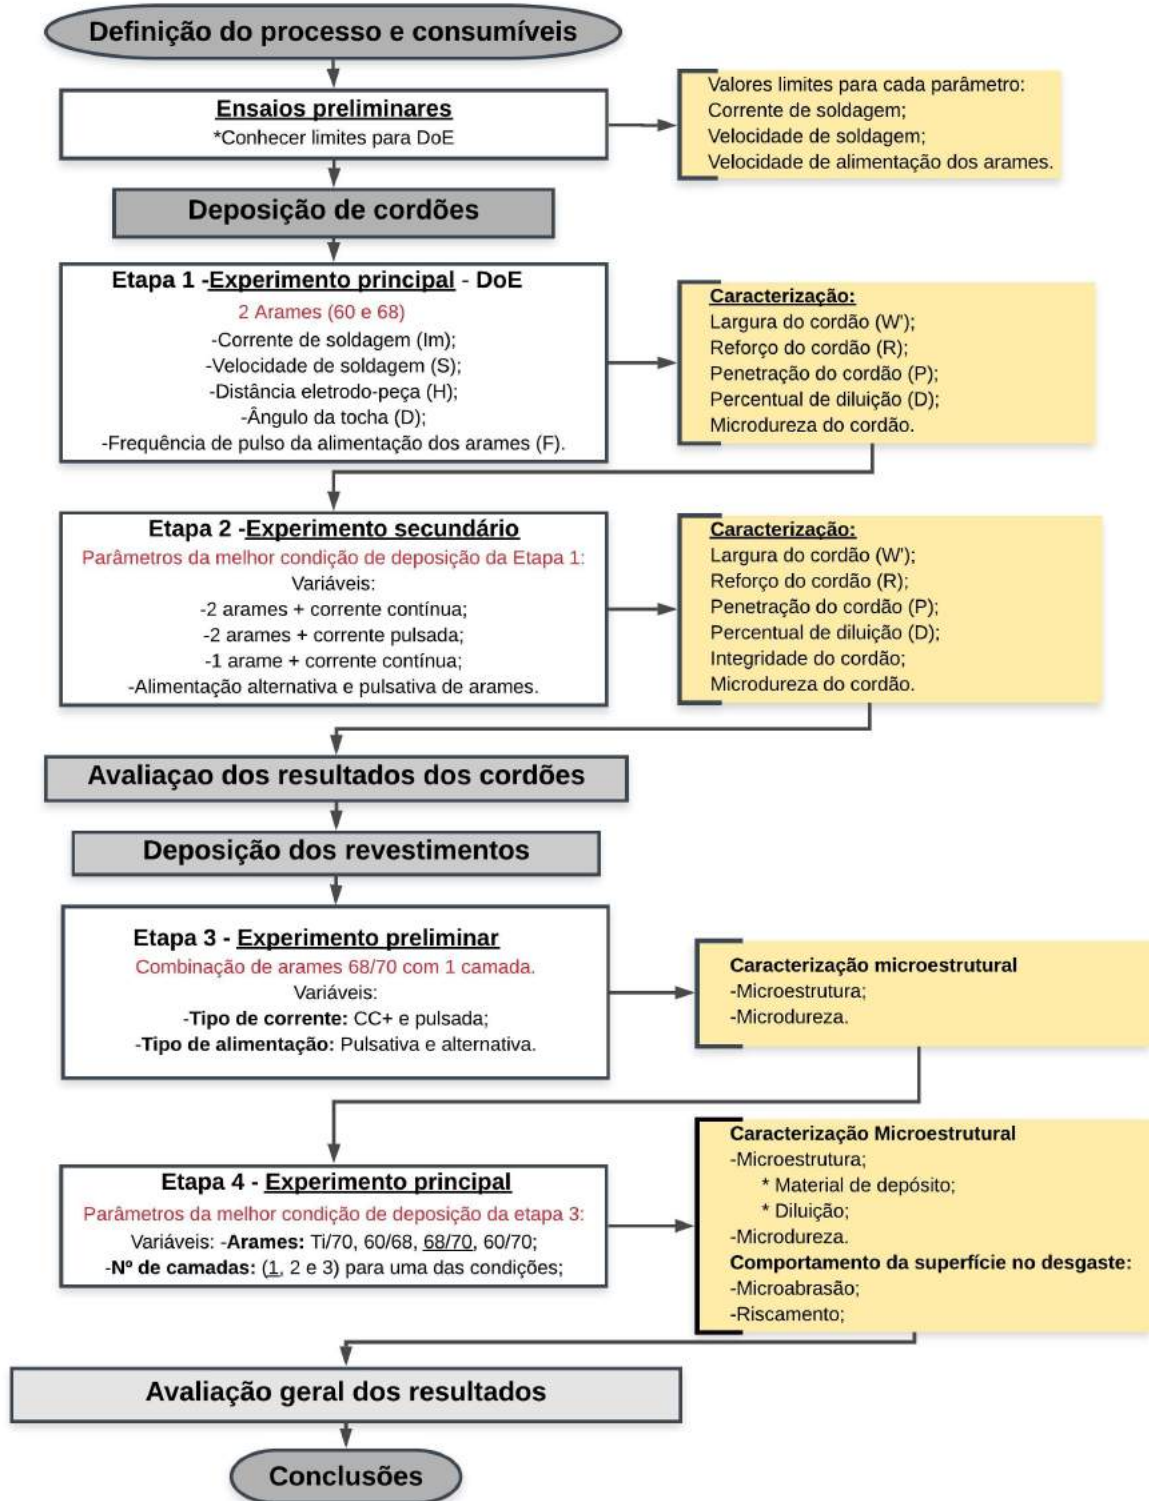 Definição do processo e consumíveis
Ensaios preliminares
*Conhecer limites para DoE
Valores limites para cada parâmetro:
Corrente de soldagem;
Velocidade de soldagem;
Velocidade de alimentação dos arames.
Deposição de cordões
Etapa 1 -Experimento principal - DoE
2 Arames (60 e 68)
-Corrente de soldagem (Im);
-Velocidade de soldagem (S);
-Distância eletrodo-peça (H);
-Ângulo da tocha (D);
-Frequência de pulso da alimentação dos arames (F).
Caracterização:
Largura do cordão (W');
Reforço do cordão (R);
Penetração do cordão (P);
Percentual de diluição (D);
Microdureza do cordão.
Etapa 2 -Experimento secundário
Parâmetros da melhor condição de deposição da Etapa 1:
Variáveis:
-2 arames + corrente contínua;
-2 arames + corrente pulsada;
-1 arame + corrente contínua;
-Alimentação alternativa e pulsativa de arames.
Caracterização:
Largura do cordão (W');
Reforço do cordão (R);
Penetração do cordão (P);
Percentual de diluição (D);
Integridade do cordão;
Microdureza do cordão.
Avaliaçao dos resultados dos cordões
Deposição dos revestimentos
Etapa 3 - Experimento preliminar
Combinação de arames 68/70 com 1 camada.
Variáveis:
-Tipo de corrente: CC+ e pulsada;
-Tipo de alimentação: Pulsativa e alternativa.
Caracterização microestrutural
-Microestrutura;
-Microdureza.
Etapa 4 - Experimento principal
Parâmetros da melhor condição de deposição da etapa 3:
Variáveis: -Arames: Ti/70, 60/68, 68/70, 60/70;
-Nº de camadas: (1, 2 e 3) para uma das condições;
Caracterização Microestrutural
-Microestrutura;
* Material de depósito;
* Diluição;
-Microdureza.
Comportamento da superfície no desgaste:
-Microabrasão;
-Riscamento;
Avaliação geral dos resultados
Conclusões